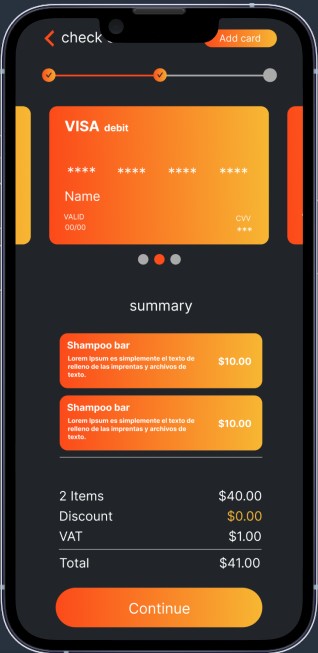 check
Add card
VISA debit
**** **** **** ****
Name
VALID
00/00
CVV
***
summary
Shampoo bar
Lorem Ipsum es simplemente el texto de
relleno de las imprentas y archivos de
texto.
$10.00
Shampoo bar
Lorem Ipsum es simplemente el texto de
relleno de las imprentas y archivos de
texto.
$10.00
2 Items $40.00
Discount $0.00
VAT $1.00
Total $41.00
Continue